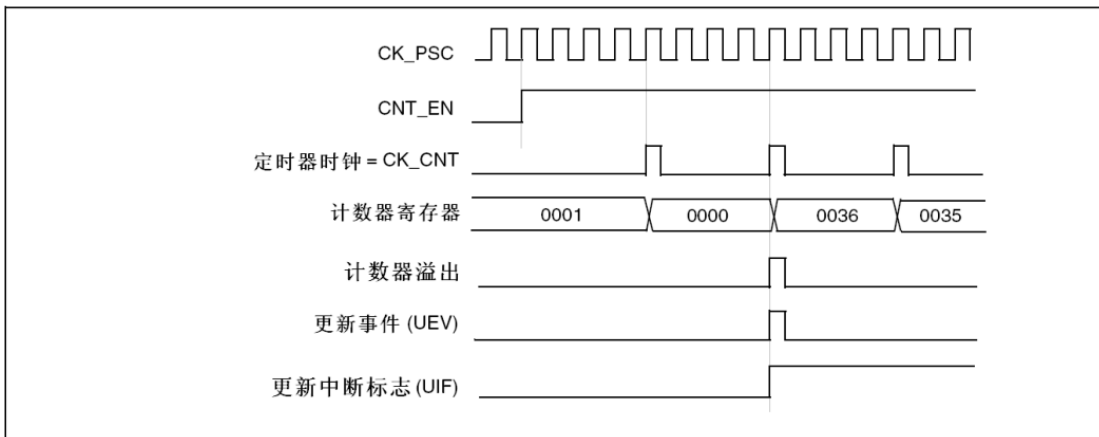 CK_PSC
CNT_EN
定时器时钟 = CK_CNT
计数器寄存器 0001 0000 0036 0035
计数器溢出
更新事件 (UEV)
更新中断标志 (UIF)